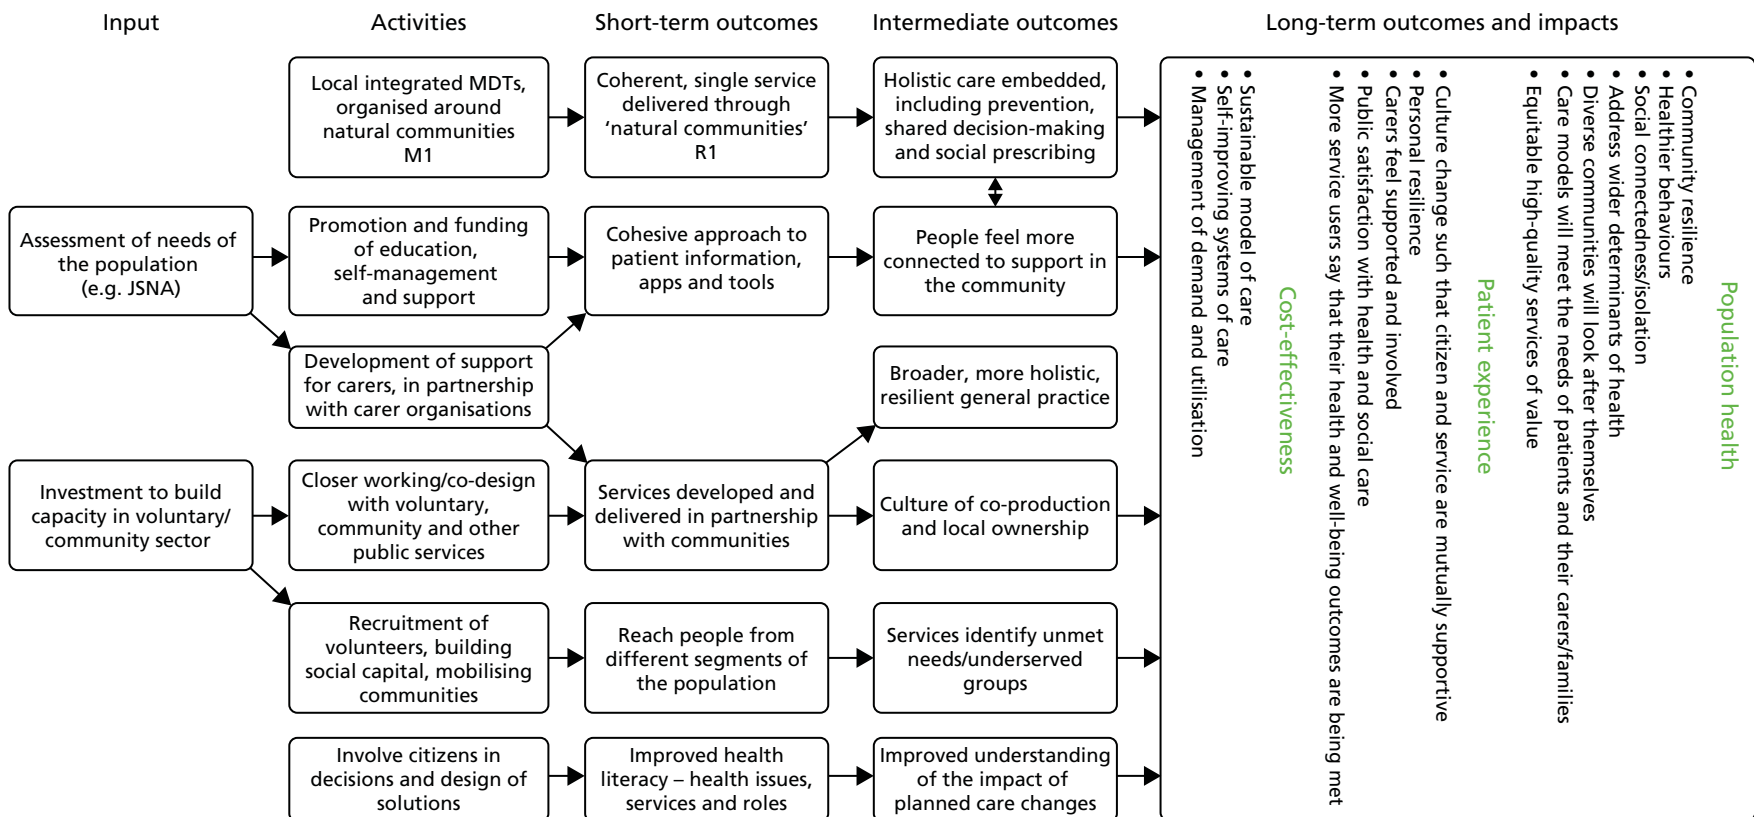 Input
Activities
Short-term outcomes
Intermediate outcomes
Long-term outcomes and impacts
Local integrated MDTs,
organised around
natural communities
M1
Coherent, single service
delivered through
‘natural communities’
R1
Holistic care embedded,
including prevention,
shared decision-making
and social prescribing
Assessment of needs of
the population
(e.g. JSNA)
Promotion and funding
of education,
self-management
and support
Cohesive approach to
patient information,
apps and tools
People feel more
connected to support in
the community
Development of support
for carers, in partnership
with carer organisations
Broader, more holistic,
resilient general practice
Investment to build
capacity in voluntary/
community sector
Closer working/co-design
with voluntary,
community and other
public services
Services developed and
delivered in partnership
with communities
Culture of co-production
and local ownership
Recruitment of
volunteers, building
social capital, mobilising
communities
Reach people from
different segments of
the population
Services identify unmet
needs/underserved
groups
Involve citizens in
decisions and design of
solutions
Improved health
literacy – health issues,
services and roles
Improved understanding
of the impact of
planned care changes
Population health
• Community resilience
• Healthier behaviours
• Social connectedness/isolation
• Address wider determinants of health
• Diverse communities will look after themselves
• Care models will meet the needs of patients and their carers/families
• Equitable high-quality services of value
Patient experience
• Culture change such that citizen and service are mutually supportive
• Personal resilience
• Carers feel supported and involved
• Public satisfaction with health and social care
• More service users say that their health and well-being outcomes are being met
Cost-effectiveness
• Sustainable model of care
• Self-improving systems of care
• Management of demand and utilisation